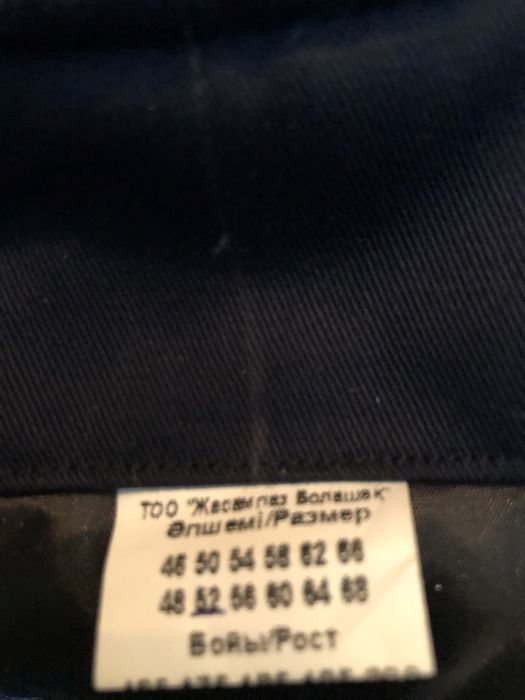 ТОО "Жасампаз Болашақ"
Өлшемі/Размер
46 50 54 58 62 66
48 52 56 60 64 68
Бойы/Рост